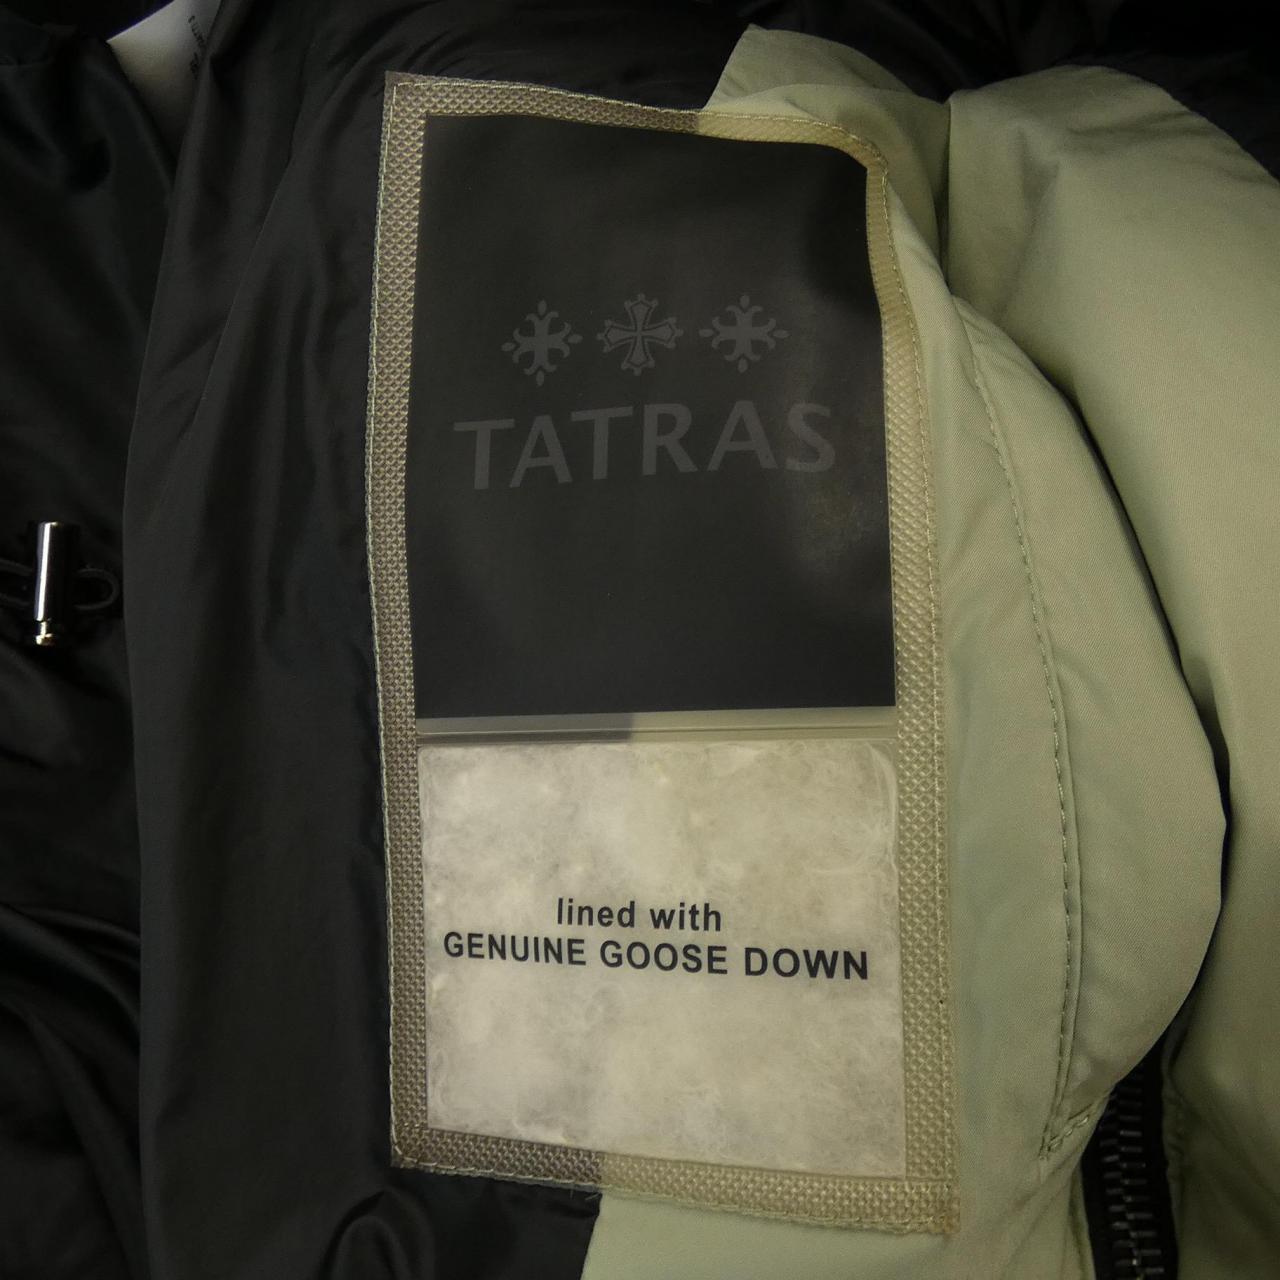 TATRAS
lined with
GENUINE GOOSE DOWN